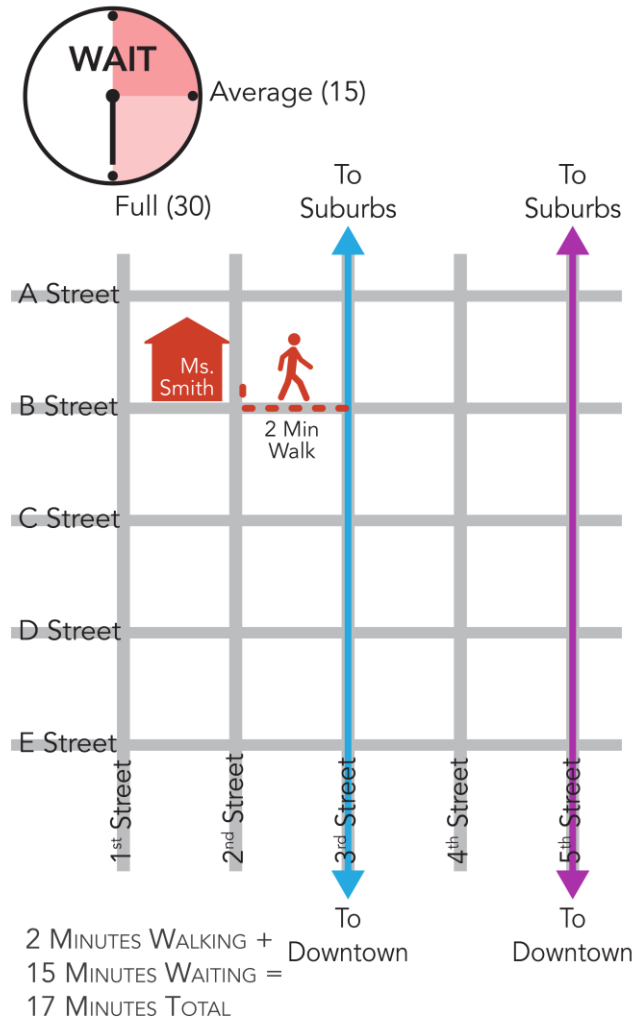 WAIT
Average (15)
Full (30)
To
Suburbs
To
Suburbs
A Street
Ms.
Smith
B Street
2 Min
Walk
C Street
D Street
E Street
1st Street
2nd Street
3rd Street
4th Street
5th Street
To
Downtown
To
Downtown
2 MINUTES WALKING +
15 MINUTES WAITING =
17 MINUTES TOTAL